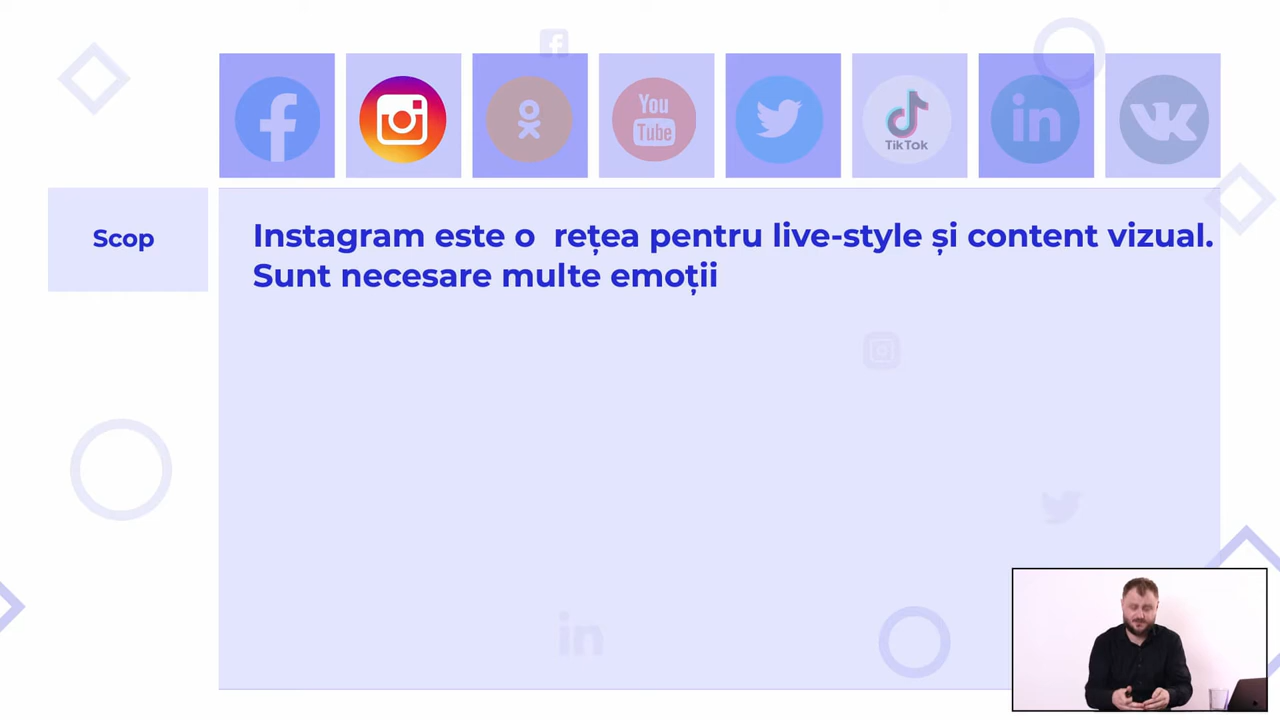 You
Tube
TikTok
Scop
Instagram este o rețea pentru live-style și content vizual.
Sunt necesare multe emoții